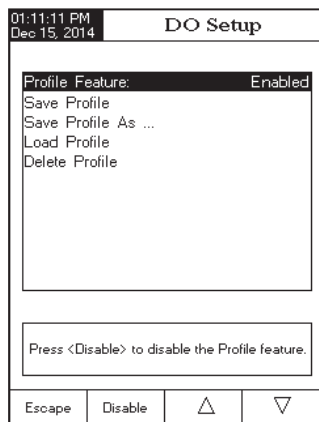 01:11:11 PM
Dec 15, 2014
DO Setup
Profile Feature: Enabled
Save Profile
Save Profile As ...
Load Profile
Delete Profile
Press <Disable> to disable the Profile feature.
Escape Disable △ ▽